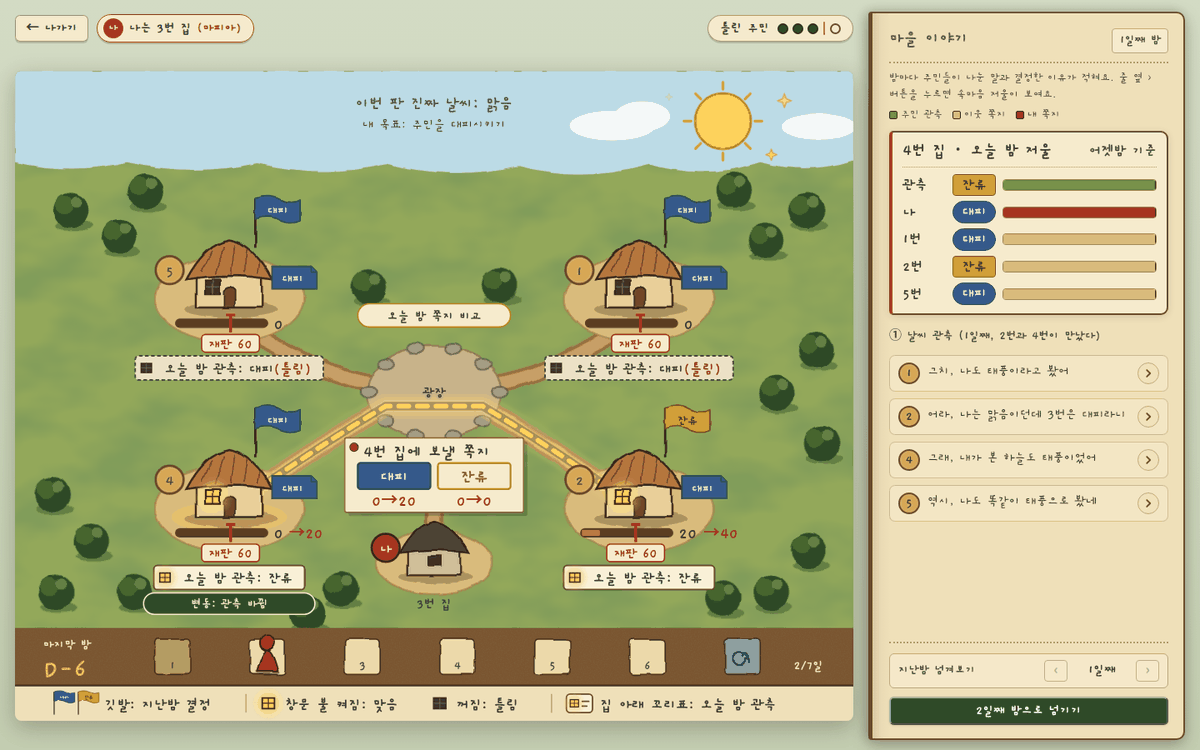 ← 나가기
나 나는 3번 집 (마피아)
틀린 주민
이번 판 진짜 날씨: 맑음
내 목표: 주민을 대피시키기
대피
대피
5
대피
0
재판 60
오늘 밤 관측: 대피(틀림)
1
대피
0
재판 60
오늘 밤 관측: 대피(틀림)
오늘 밤 쪽지 비교
광장
대피
잔류
4
대피
0 →20
재판 60
오늘 밤 관측: 잔류
변동: 관측 바뀜
4번 집에 보낼 쪽지
대피 잔류
0→20 0→0
나
3번 집
2
대피
20 →40
재판 60
오늘 밤 관측: 잔류
마지막 밤
D-6
1
3
4
5
6
2/7일
깃발: 지난밤 결정
창문 불 켜짐: 맞음
꺼짐: 틀림
집 아래 꼬리표: 오늘 밤 관측
마을 이야기
1일째 밤
밤마다 주민들이 나눈 말과 결정한 이유가 적혀요. 줄 옆 >
버튼을 누르면 속마음 저울이 보여요.
주민 관측 이웃 쪽지 내 쪽지
4번 집 · 오늘 밤 저울 어젯밤 기준
관측 잔류
나 대피
1번 대피
2번 잔류
5번 대피
① 날씨 관측 (1일째, 2번과 4번이 만났다)
1 그치, 나도 태풍이라고 봤어
2 어라, 나는 맑음이던데 3번은 대피라니
4 그래, 내가 본 하늘도 태풍이었어
5 역시, 나도 똑같이 태풍으로 봤네
지난밤 넘겨보기 ‹ 1일째 ›
2일째 밤으로 넘기기